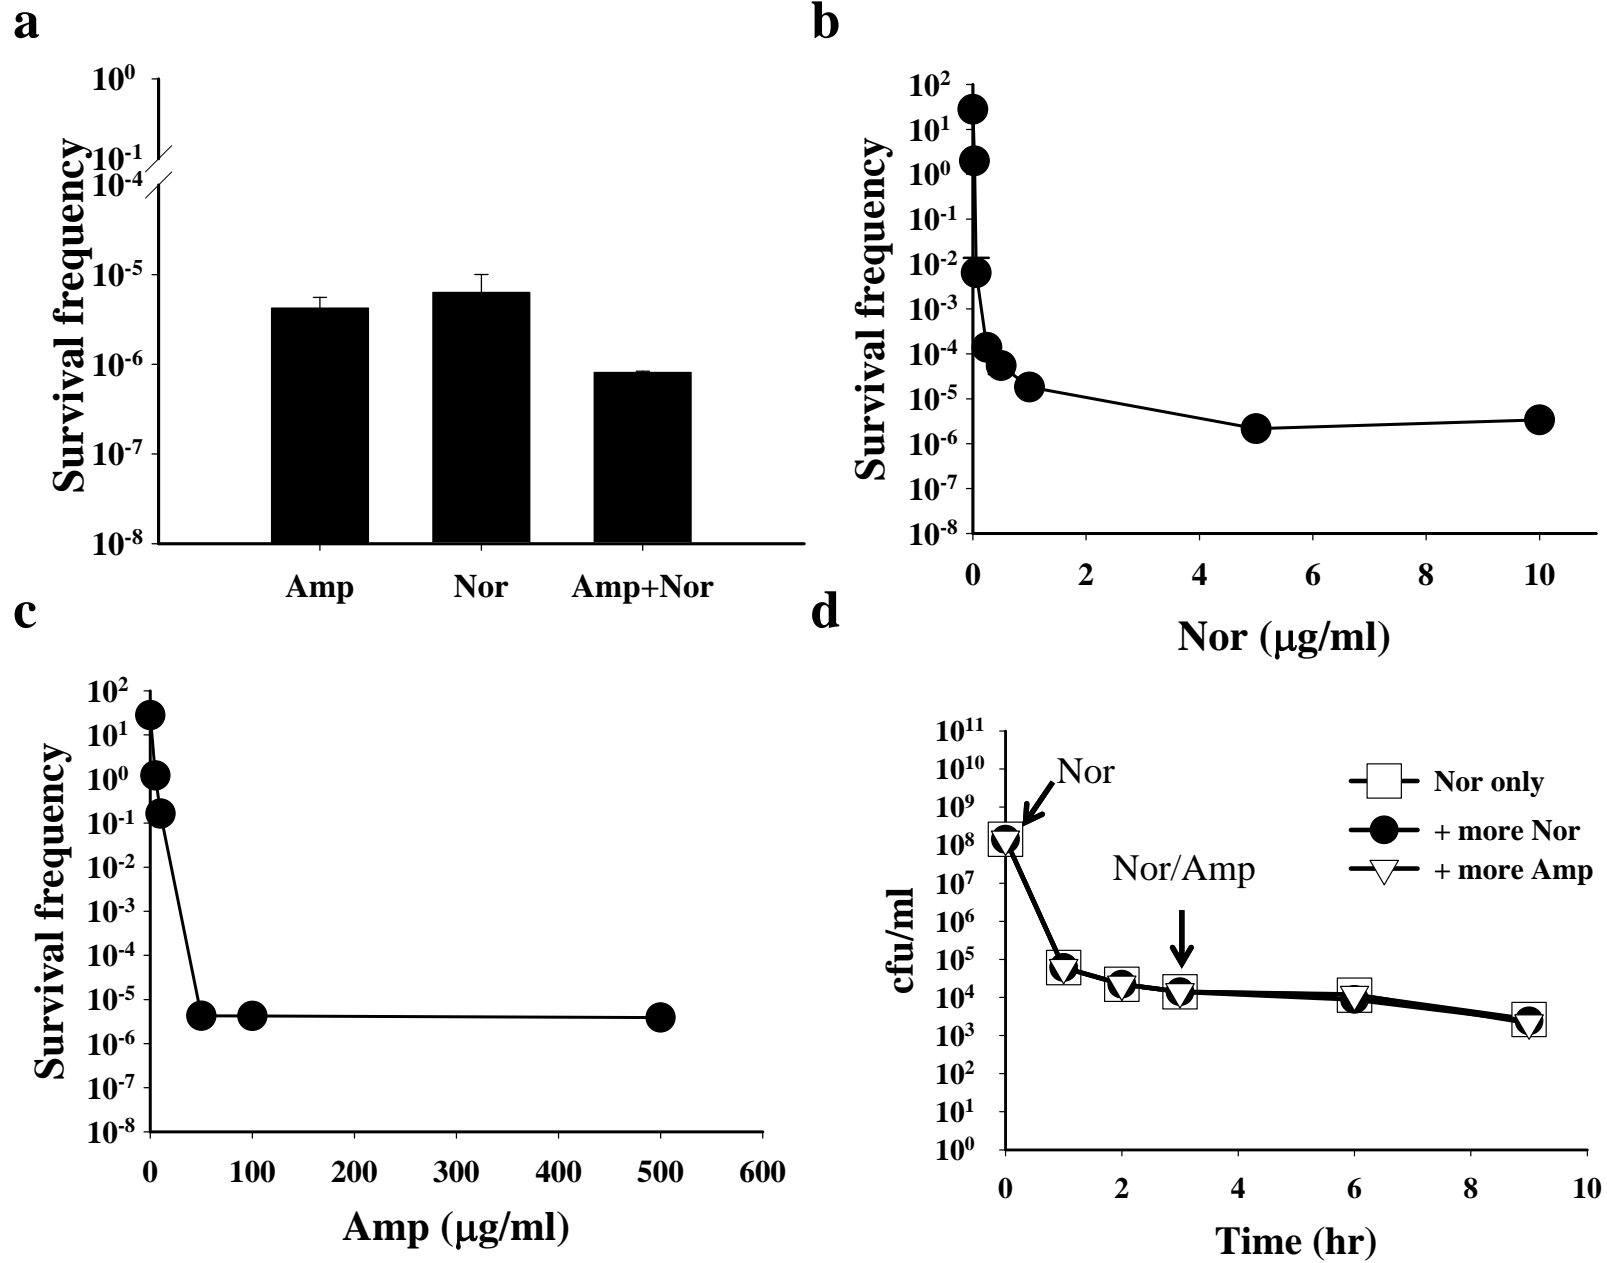 a
10⁰
10⁻¹
10⁻⁴
10⁻⁵
10⁻⁶
10⁻⁷
10⁻⁸
Survival frequency
Amp Nor Amp+Nor
b
10²
10¹
10⁰
10⁻¹
10⁻²
10⁻³
10⁻⁴
10⁻⁵
10⁻⁶
10⁻⁷
10⁻⁸
Survival frequency
0 2 4 6 8 10
Nor (μg/ml)
c
10²
10¹
10⁰
10⁻¹
10⁻²
10⁻³
10⁻⁴
10⁻⁵
10⁻⁶
10⁻⁷
10⁻⁸
Survival frequency
0 100 200 300 400 500 600
Amp (μg/ml)
d
10¹¹
10¹⁰
10⁹
10⁸
10⁷
10⁶
10⁵
10⁴
10³
10²
10¹
10⁰
cfu/ml
Nor
Nor/Amp
Nor only
+ more Nor
+ more Amp
0 2 4 6 8 10
Time (hr)